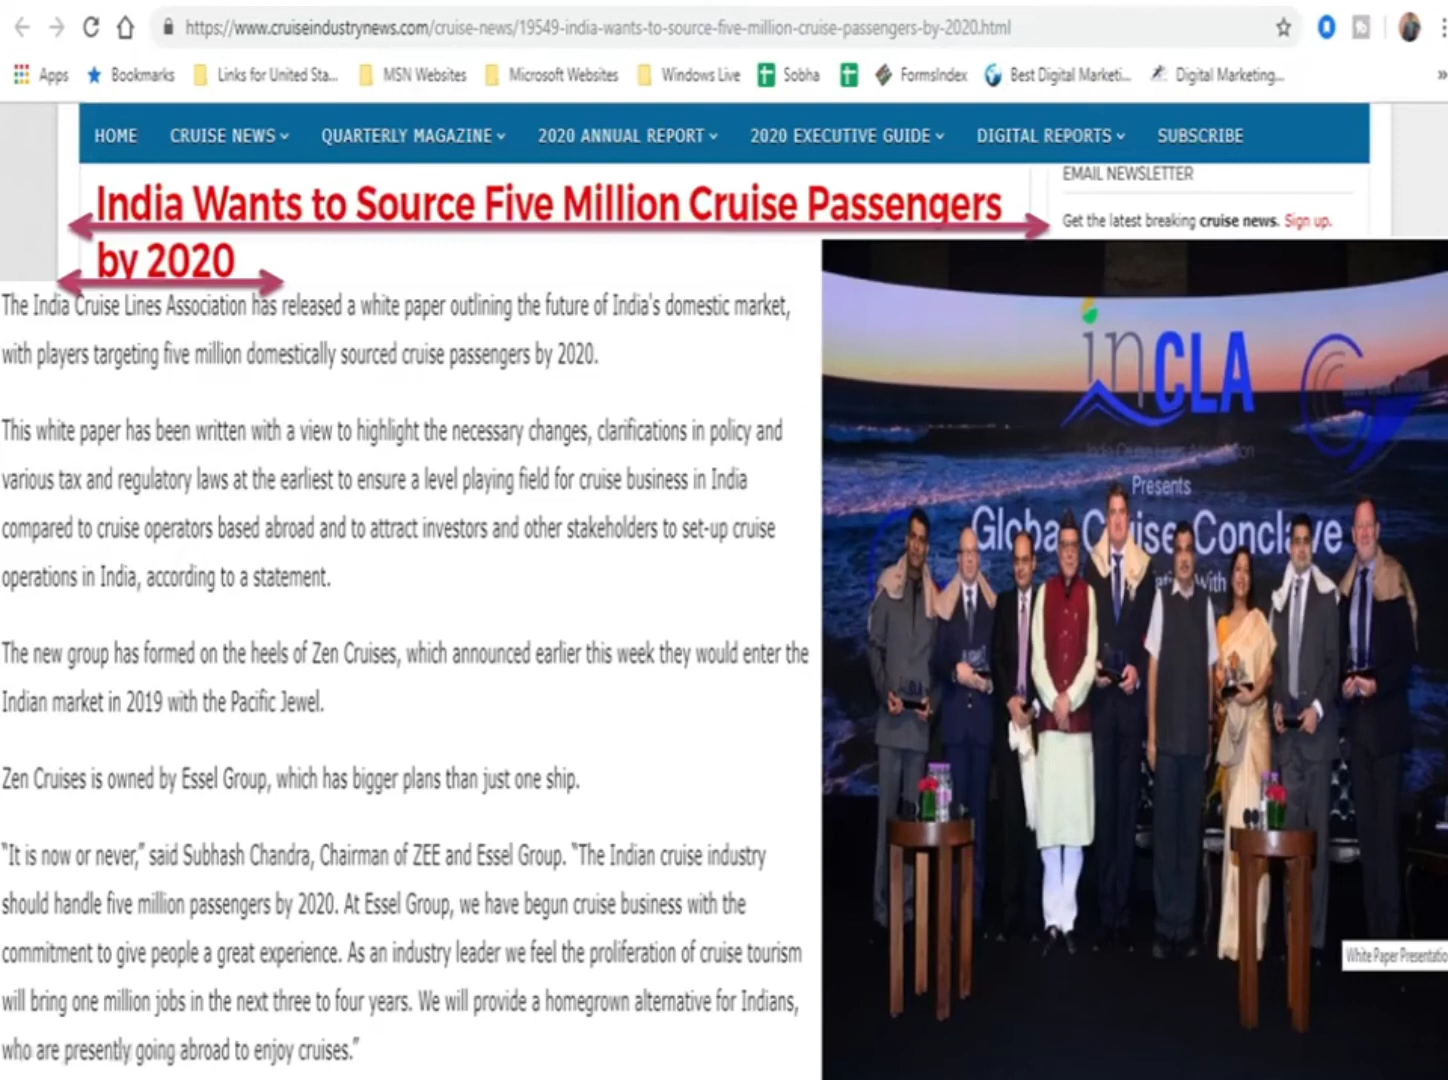 https://www.cruiseindustrynews.com/cruise-news/19549-india-wants-to-source-five-million-cruise-passengers-by-2020.html
Apps Bookmarks Links for United Sta... MSN Websites Microsoft Websites Windows Live Sobha FormsIndex Best Digital Marketi... Digital Marketing... »
HOME CRUISE NEWS QUARTERLY MAGAZINE 2020 ANNUAL REPORT 2020 EXECUTIVE GUIDE DIGITAL REPORTS SUBSCRIBE
India Wants to Source Five Million Cruise Passengers
by 2020
EMAIL NEWSLETTER
Get the latest breaking cruise news. Sign up.
The India Cruise Lines Association has released a white paper outlining the future of India's domestic market,
with players targeting five million domestically sourced cruise passengers by 2020.
This white paper has been written with a view to highlight the necessary changes, clarifications in policy and
various tax and regulatory laws at the earliest to ensure a level playing field for cruise business in India
compared to cruise operators based abroad and to attract investors and other stakeholders to set-up cruise
operations in India, according to a statement.
The new group has formed on the heels of Zen Cruises, which announced earlier this week they would enter the
Indian market in 2019 with the Pacific Jewel.
Zen Cruises is owned by Essel Group, which has bigger plans than just one ship.
“It is now or never,” said Subhash Chandra, Chairman of ZEE and Essel Group. “The Indian cruise industry
should handle five million passengers by 2020. At Essel Group, we have begun cruise business with the
commitment to give people a great experience. As an industry leader we feel the proliferation of cruise tourism
will bring one million jobs in the next three to four years. We will provide a homegrown alternative for Indians,
who are presently going abroad to enjoy cruises.”
inCLA
India Cruise Lines Association
Presents
Global Cruise Conclave
With
White Paper Presentatio